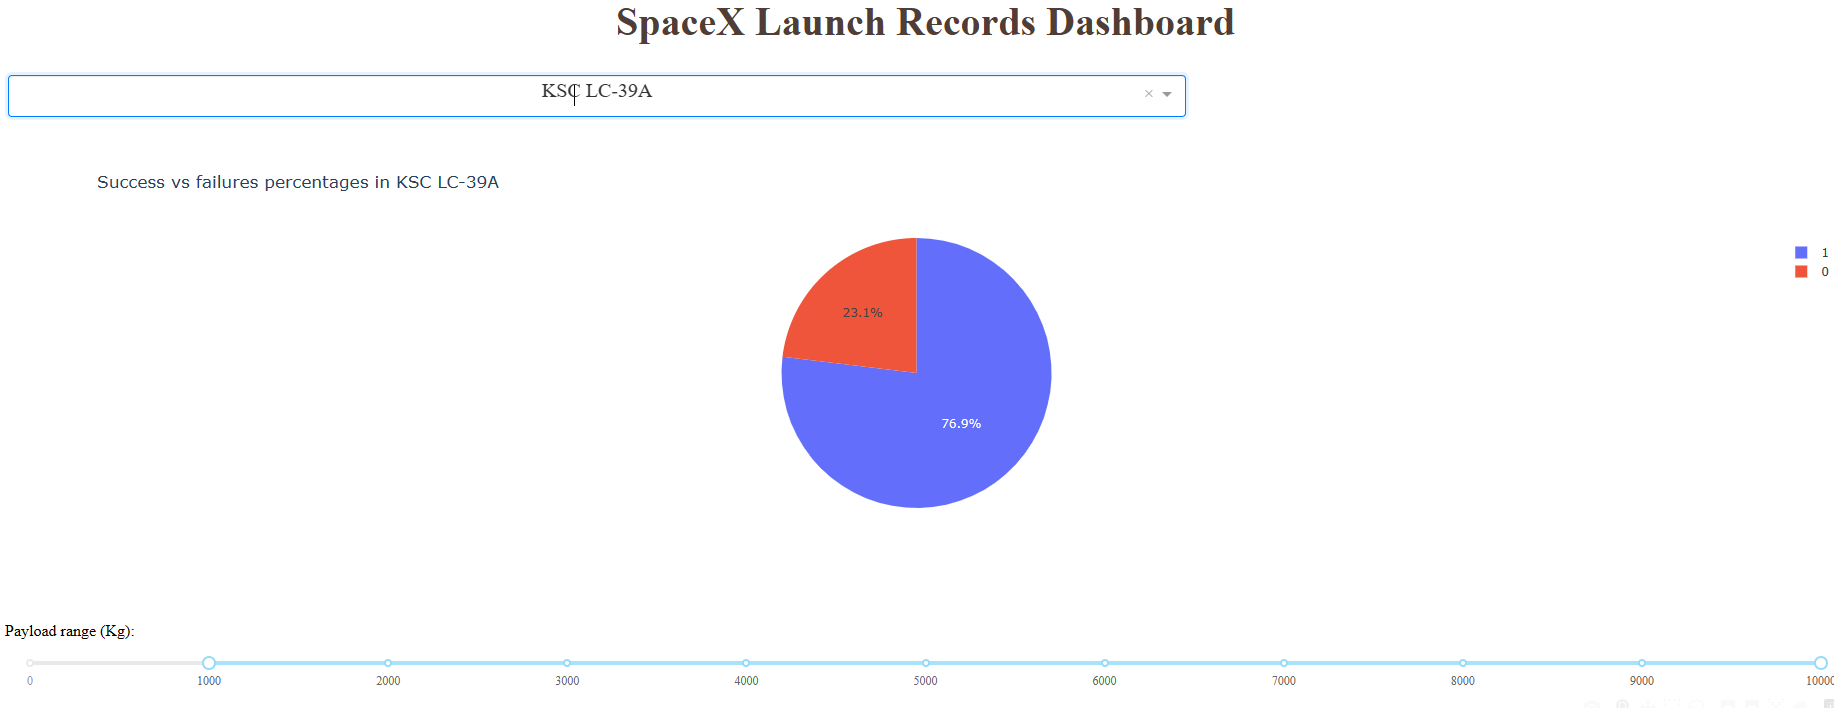 SpaceX Launch Records Dashboard
KSC LC-39A
Success vs failures percentages in KSC LC-39A
1
0
23.1%
76.9%
Payload range (Kg):
0 1000 2000 3000 4000 5000 6000 7000 8000 9000 10000